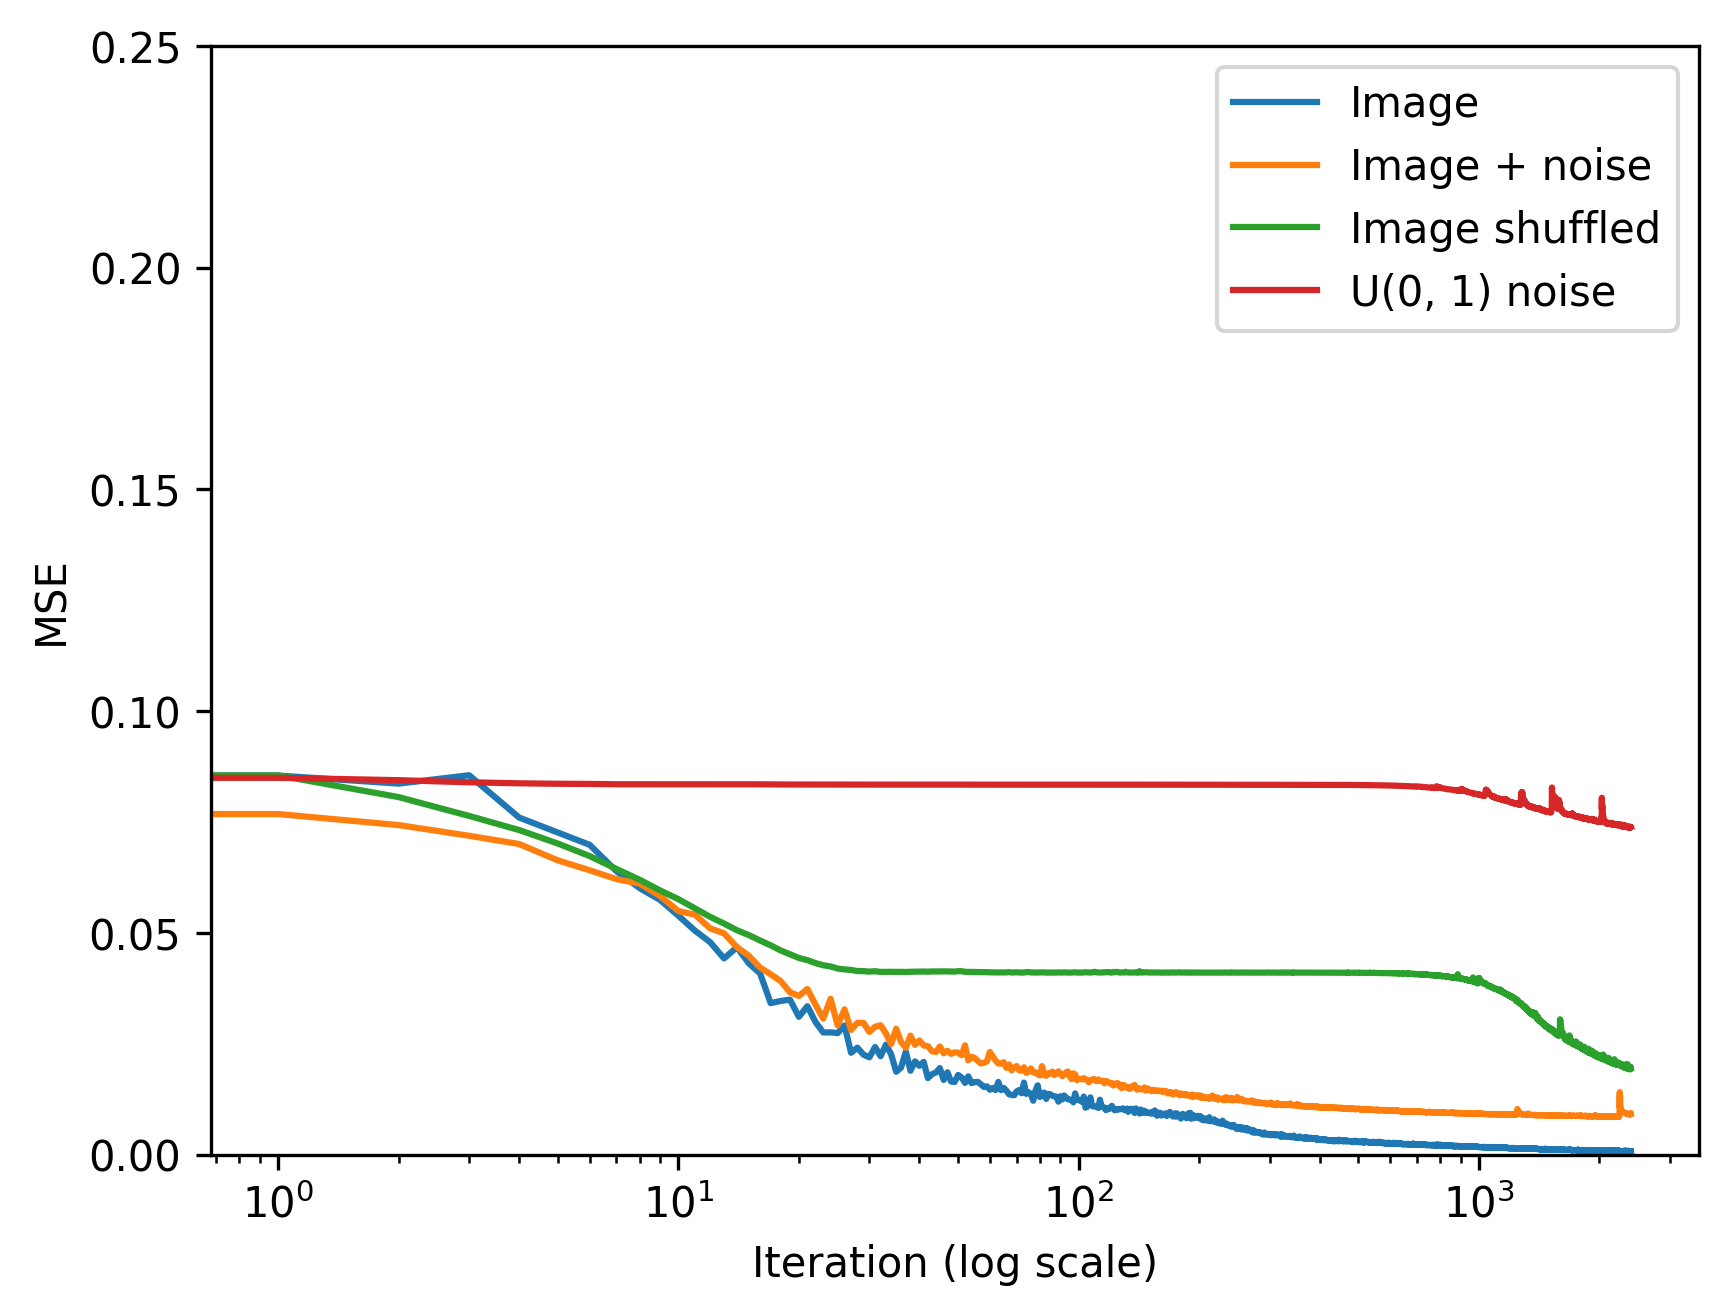 0.25
0.20
0.15
0.10
0.05
0.00
MSE
Image
Image + noise
Image shuffled
U(0, 1) noise
10⁰ 10¹ 10² 10³
Iteration (log scale)